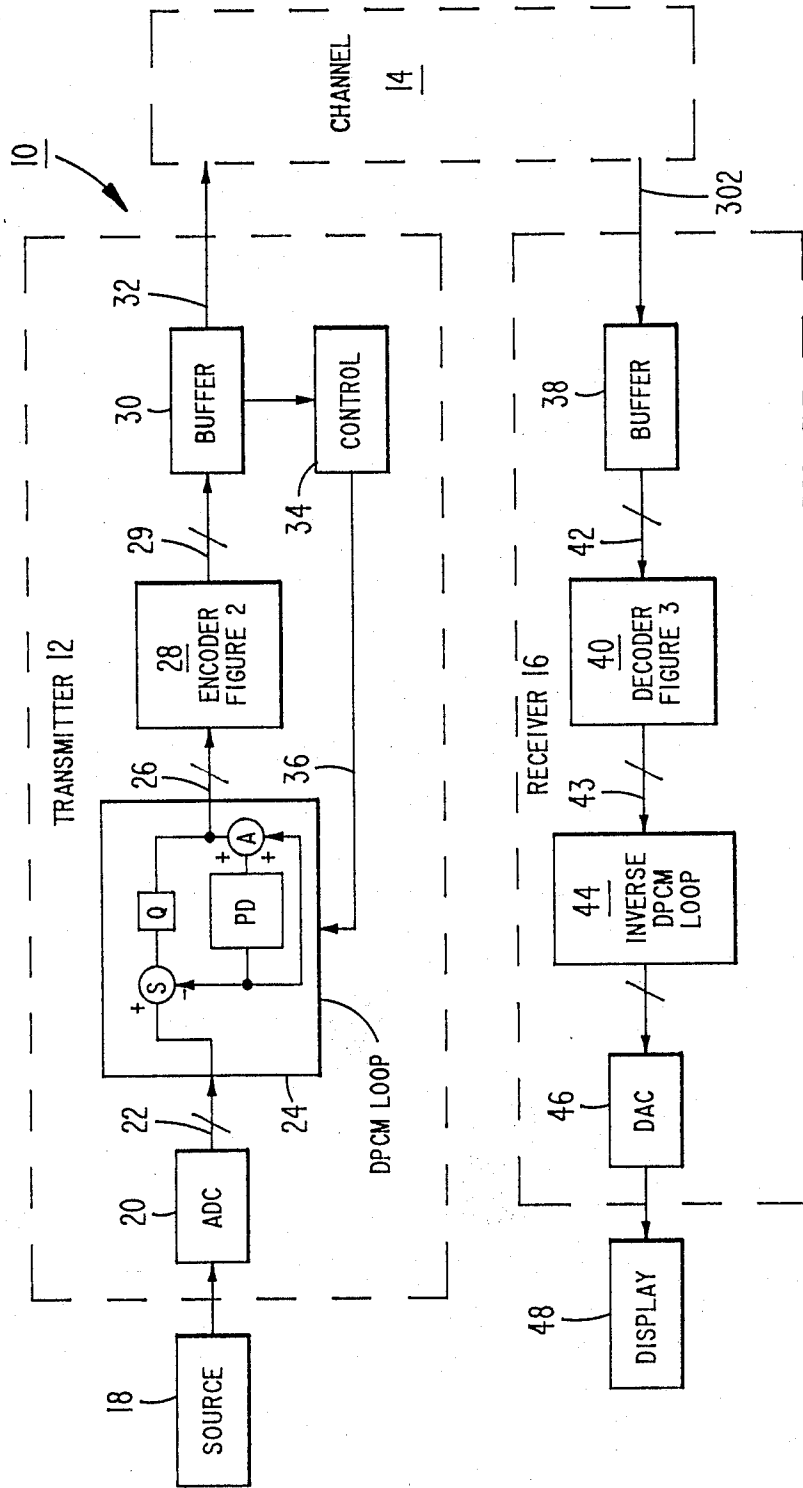 10
TRANSMITTER 12
18
SOURCE
20
ADC
22
24
DPCM LOOP
+
S
-
Q
PD
+
+
A
26
28
ENCODER
FIGURE 2
29
30
BUFFER
32
34
CONTROL
36
CHANNEL
14
302
RECEIVER 16
38
BUFFER
42
40
DECODER
FIGURE 3
43
44
INVERSE
DPCM
LOOP
46
DAC
48
DISPLAY